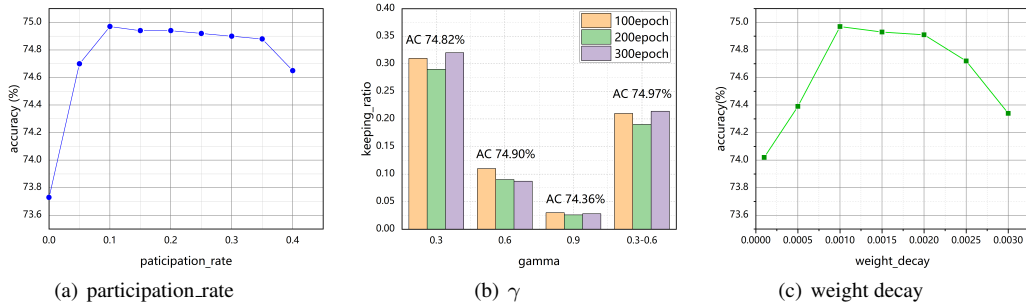 75.0
74.8
74.6
74.4
74.2
74.0
73.8
73.6
accuracy (%)
0.0 0.1 0.2 0.3 0.4
paticipation_rate
(a) participation_rate
0.40
0.35
0.30
0.25
0.20
0.15
0.10
0.05
0.00
keeping_ratio
100epoch
200epoch
300epoch
AC 74.82%
AC 74.90%
AC 74.36%
AC 74.97%
0.3 0.6 0.9 0.3-0.6
gamma
(b) γ
75.0
74.8
74.6
74.4
74.2
74.0
73.8
73.6
accuracy(%)
0.0000 0.0005 0.0010 0.0015 0.0020 0.0025 0.0030
weight_decay
(c) weight decay